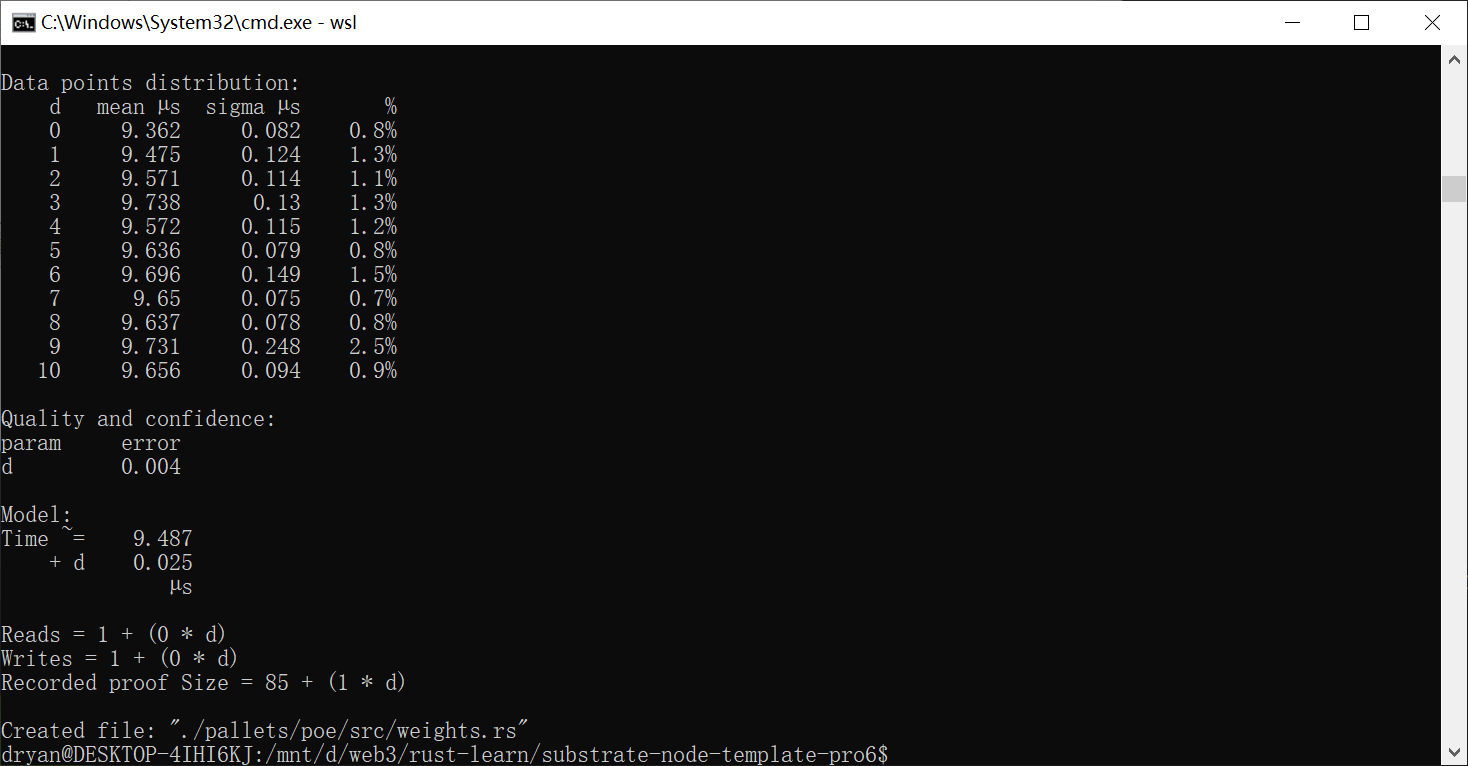 C:\Windows\System32\cmd.exe - wsl
Data points distribution:
    d   mean µs  sigma µs       %
    0     9.362     0.082    0.8%
    1     9.475     0.124    1.3%
    2     9.571     0.114    1.1%
    3     9.738      0.13    1.3%
    4     9.572     0.115    1.2%
    5     9.636     0.079    0.8%
    6     9.696     0.149    1.5%
    7      9.65     0.075    0.7%
    8     9.637     0.078    0.8%
    9     9.731     0.248    2.5%
   10     9.656     0.094    0.9%
Quality and confidence:
param     error
d         0.004
Model:
Time ~=    9.487
    + d    0.025
              µs
Reads = 1 + (0 * d)
Writes = 1 + (0 * d)
Recorded proof Size = 85 + (1 * d)
Created file: "./pallets/poe/src/weights.rs"
dryan@DESKTOP-4IHI6KJ:/mnt/d/web3/rust-learn/substrate-node-template-pro6$